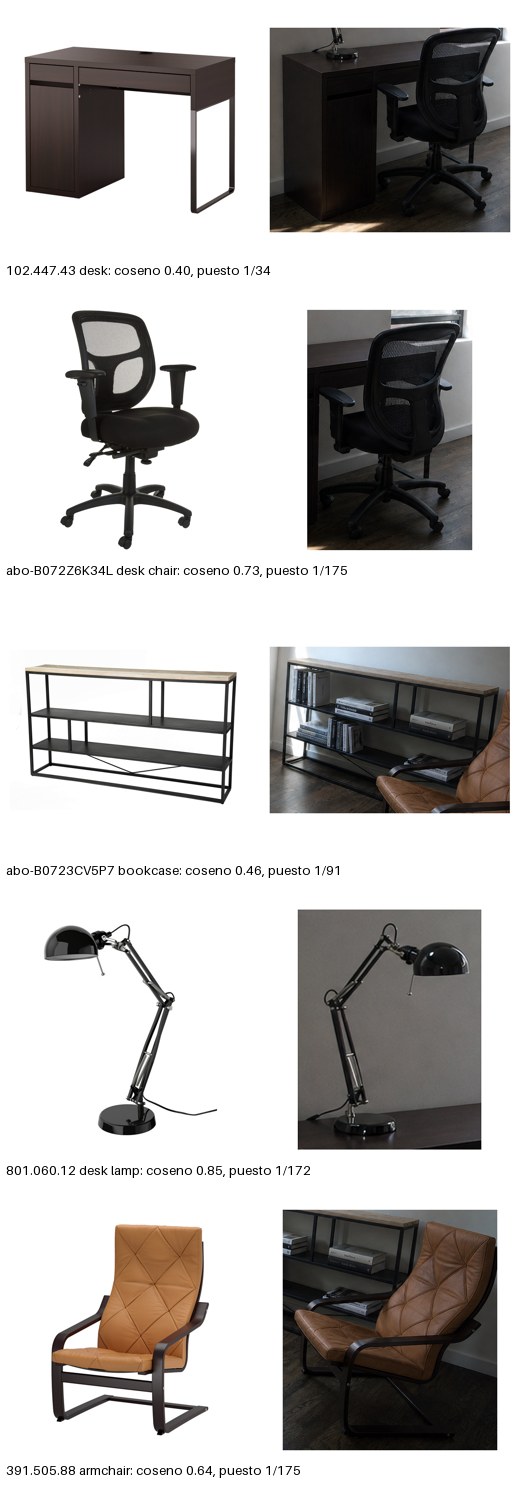 102.447.43 desk: coseno 0.40, puesto 1/34
abo-B072Z6K34L desk chair: coseno 0.73, puesto 1/175
abo-B0723CV5P7 bookcase: coseno 0.46, puesto 1/91
801.060.12 desk lamp: coseno 0.85, puesto 1/172
391.505.88 armchair: coseno 0.64, puesto 1/175